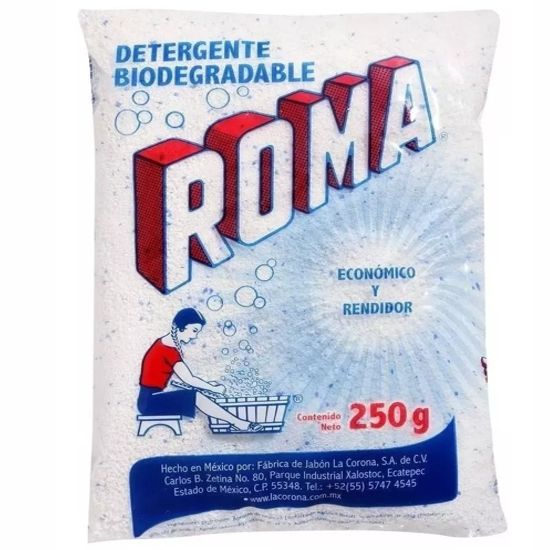 DETERGENTE
BIODEGRADABLE
ROMA
®
ECONÓMICO
Y
RENDIDOR
®
Contenido
Neto 250 g
Hecho en México por: Fábrica de Jabón La Corona, S.A. de C.V.
Carlos B. Zetina No. 80, Parque Industrial Xalostoc, Ecatepec
Estado de México, C.P. 55348. Tel.: +52(55) 5747 4545
www.lacorona.com.mx